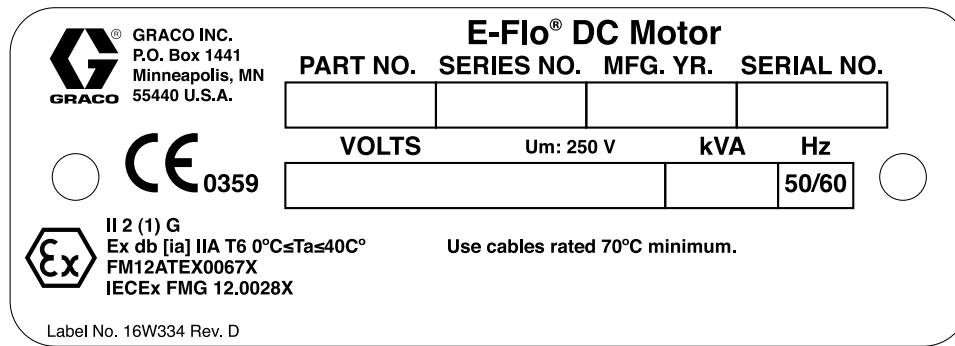 GRACO INC.
P.O. Box 1441
Minneapolis, MN
55440 U.S.A.
®
GRACO
E-Flo® DC Motor
PART NO. SERIES NO. MFG. YR. SERIAL NO.
VOLTS Um: 250 V kVA Hz
50/60
CE 0359
II 2 (1) G
Ex db [ia] IIA T6 0°C≤Ta≤40C°
FM12ATEX0067X
IECEx FMG 12.0028X
Ex
Use cables rated 70°C minimum.
Label No. 16W334 Rev. D